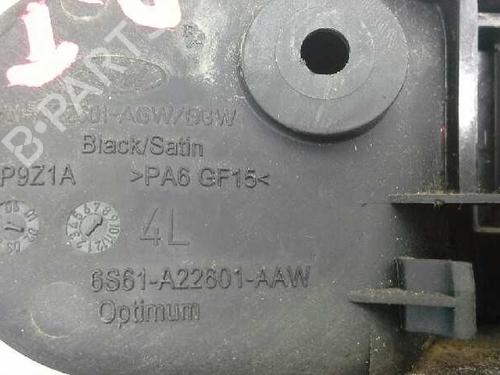 Black/Satin
P9Z1A >PA6 GF15<
4L
6S61-A22601-AAW
Optimum
B-PARTS